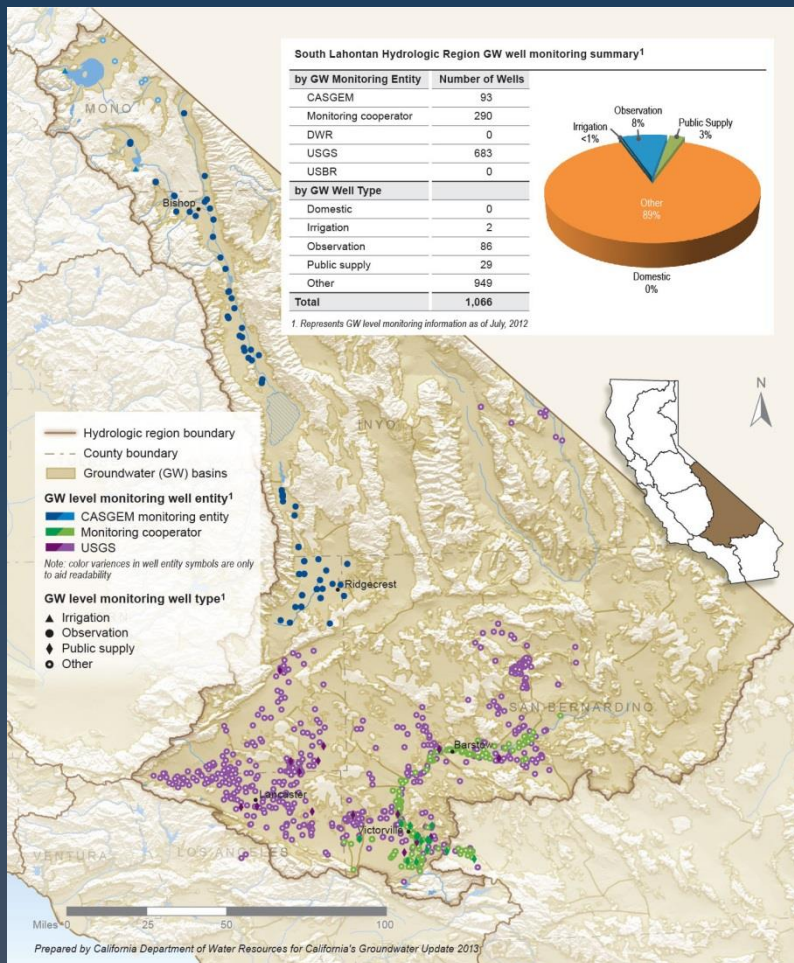 South Lahontan Hydrologic Region GW well monitoring summary1
by GW Monitoring Entity Number of Wells
CASGEM 93
Monitoring cooperator 290
DWR 0
USGS 683
USBR 0
by GW Well Type
Domestic 0
Irrigation 2
Observation 86
Public supply 29
Other 949
Total 1,066
1. Represents GW level monitoring information as of July, 2012
Observation
8%
Public Supply
3%
Irrigation
<1%
Other
89%
Domestic
0%
MONO
Bishop
INYO
N
Hydrologic region boundary
County boundary
Groundwater (GW) basins
GW level monitoring well entity1
CASGEM monitoring entity
Monitoring cooperator
USGS
Note: color variances in well entity symbols are only
to aid readability
GW level monitoring well type1
Irrigation
Observation
Public supply
Other
Ridgecrest
SAN BERNARDINO
Barstow
Lancaster
Victorville
VENTURA
LOS ANGELES
Miles 0 25 50 100
Prepared by California Department of Water Resources for California's Groundwater Update 2013